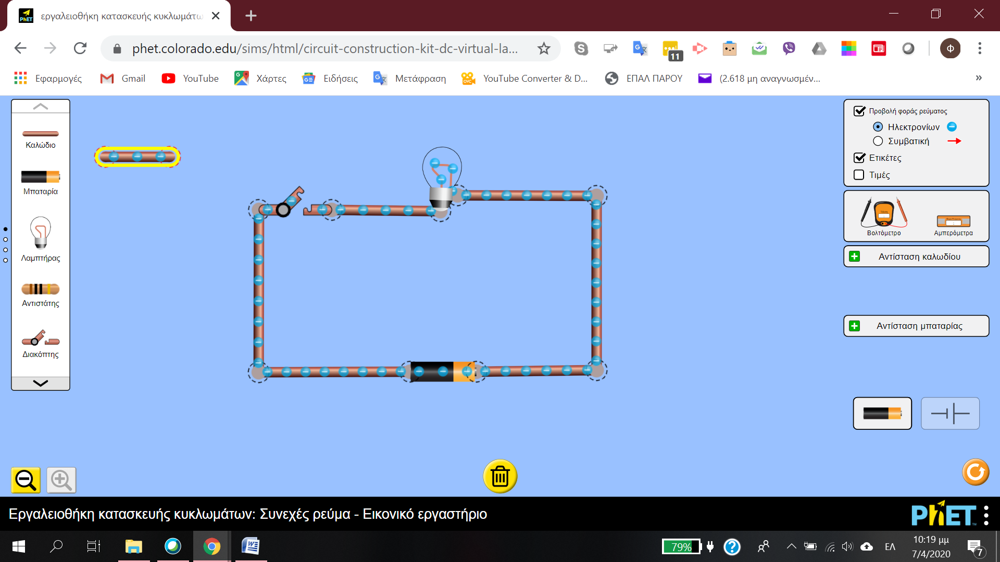 εργαλειοθήκη κατασκευής κυκλωμάτω
phet.colorado.edu/sims/html/circuit-construction-kit-dc-virtual-la...
11
Φ
Εφαρμογές
Gmail
YouTube
Χάρτες
Ειδήσεις
Μετάφραση
YouTube Converter & D...
ΕΠΑΛ ΠΑΡΟΥ
(2.618 μη αναγνωσμέν...
»
Καλώδιο
Μπαταρία
Λαμπτήρας
Αντιστάτης
Διακόπτης
Προβολή φοράς ρεύματος
Ηλεκτρονίων
Συμβατική
Ετικέτες
Τιμές
Βολτόμετρο
Αμπερόμετρα
Αντίσταση καλωδίου
Αντίσταση μπαταρίας
Εργαλειοθήκη κατασκευής κυκλωμάτων: Συνεχές ρεύμα - Εικονικό εργαστήριο
PhET
79%
ΕΛ
10:19 μμ
7/4/2020
7